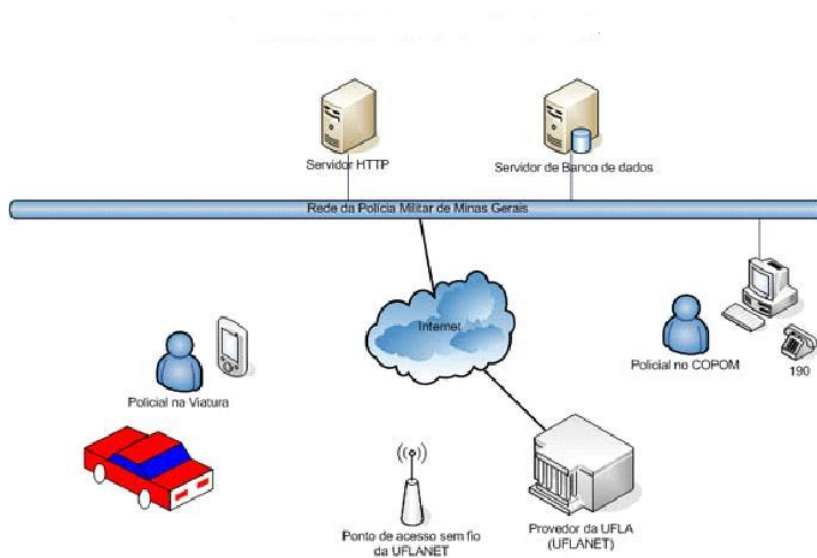 Servidor HTTP
Servidor de Banco de dados
Rede da Polícia Militar de Minas Gerais
Internet
Policial na Viatura
Policial no COPOM
190
Ponto de acesso sem fio
da UFLANET
Provedor da UFLA
(UFLANET)